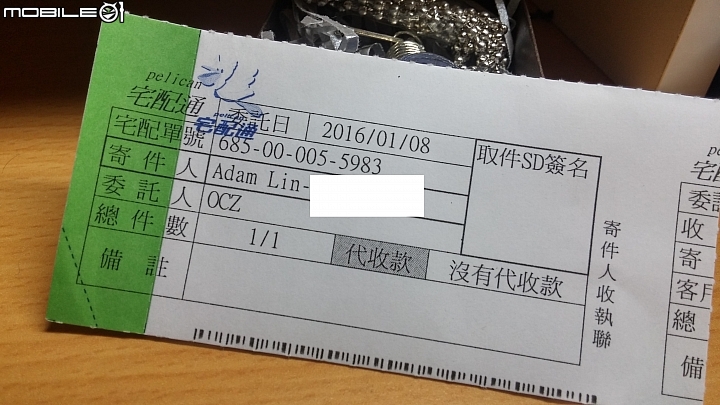 MOBILE01
pelican
宅配通
宅配通
委託日 2016/01/08
宅配單號 685-00-005-5983
寄件人 Adam Lin-
委託人 OCZ
總件數 1/1 代收款 沒有代收款
備註
取件SD簽名
寄件人收執聯
宅
委
收
寄
客
總
備